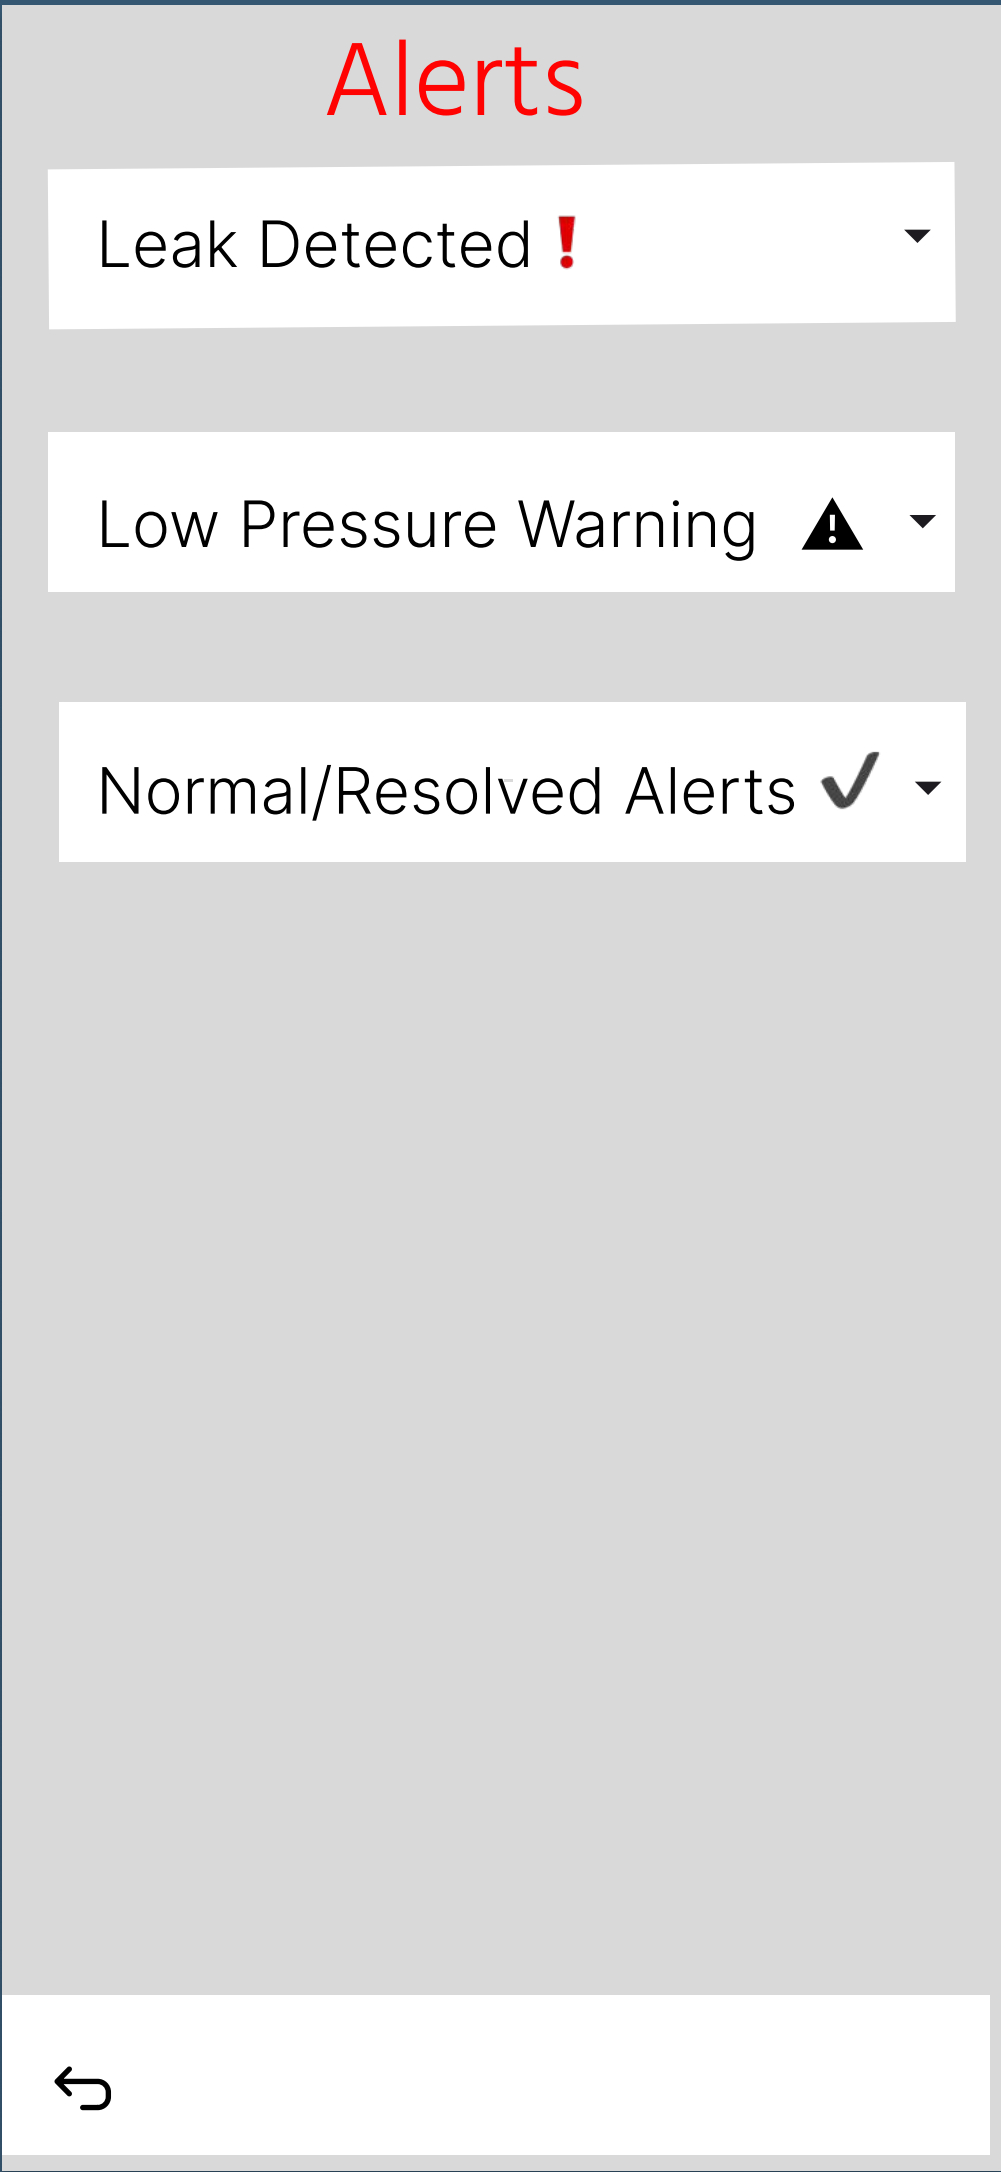 Alerts
Leak Detected❗
Low Pressure Warning ⚠
Normal/Resolved Alerts ✔